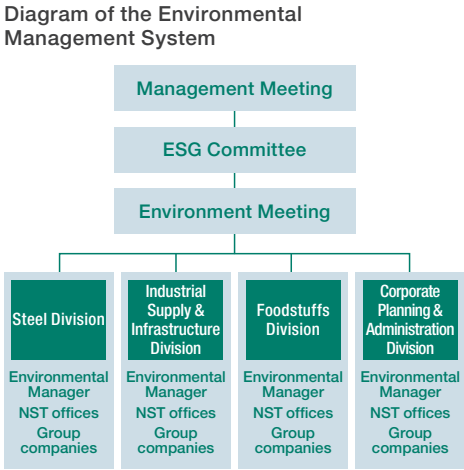 Diagram of the Environmental
Management System
Management Meeting
ESG Committee
Environment Meeting
Steel Division
Environmental
Manager
NST offices
Group
companies
Industrial
Supply &
Infrastructure
Division
Environmental
Manager
NST offices
Group
companies
Foodstuffs
Division
Environmental
Manager
NST offices
Group
companies
Corporate
Planning &
Administration
Division
Environmental
Manager
NST offices
Group
companies